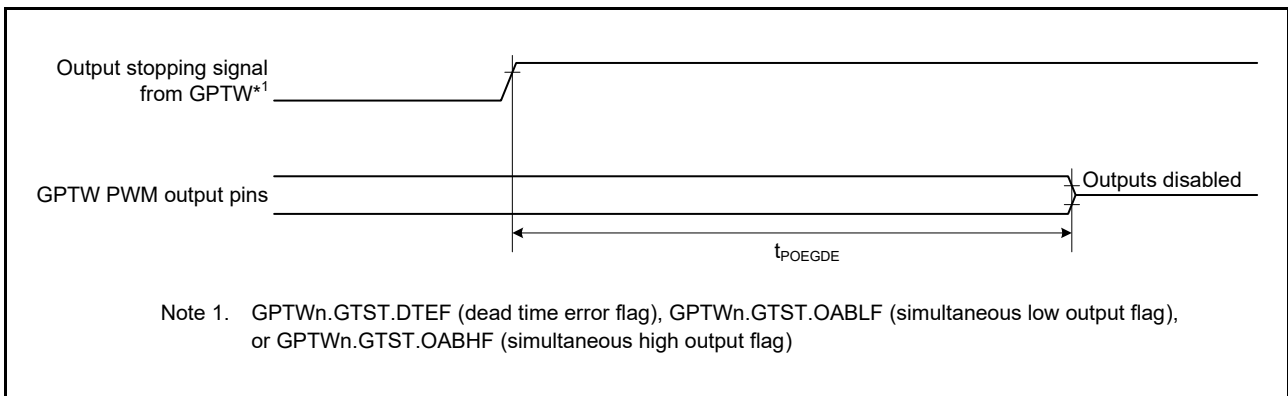 Output stopping signal
from GPTW*1
GPTW PWM output pins
Outputs disabled
tPOEGDE
Note 1. GPTWn.GTST.DTEF (dead time error flag), GPTWn.GTST.OABLF (simultaneous low output flag),
or GPTWn.GTST.OABHF (simultaneous high output flag)